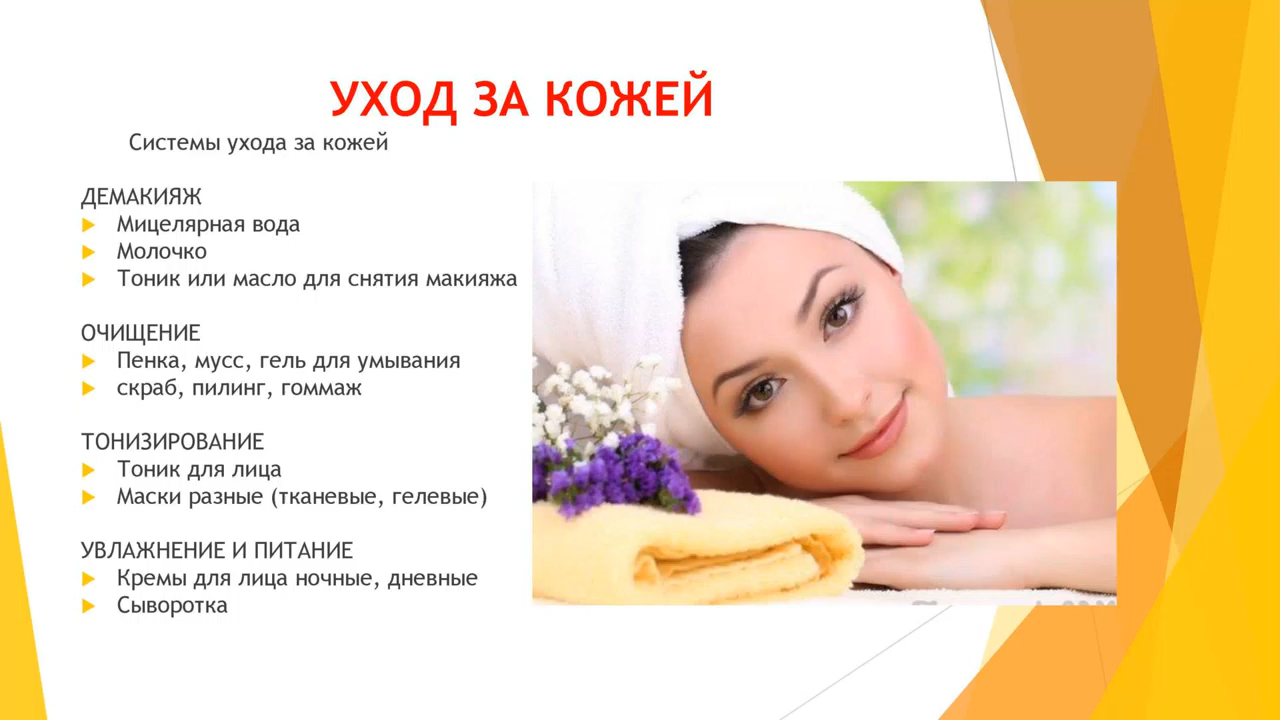 УХОД ЗА КОЖЕЙ
Системы ухода за кожей
ДЕМАКИЯЖ
Мицелярная вода
Молочко
Тоник или масло для снятия макияжа
ОЧИЩЕНИЕ
Пенка, мусс, гель для умывания
скраб, пилинг, гоммаж
ТОНИЗИРОВАНИЕ
Тоник для лица
Маски разные (тканевые, гелевые)
УВЛАЖНЕНИЕ И ПИТАНИЕ
Кремы для лица ночные, дневные
Сыворотка